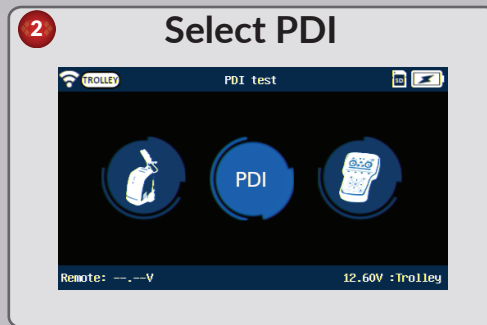 2
Select PDI
TROLLEY PDI test SD
PDI
Remote: --.--V 12.60V :Trolley